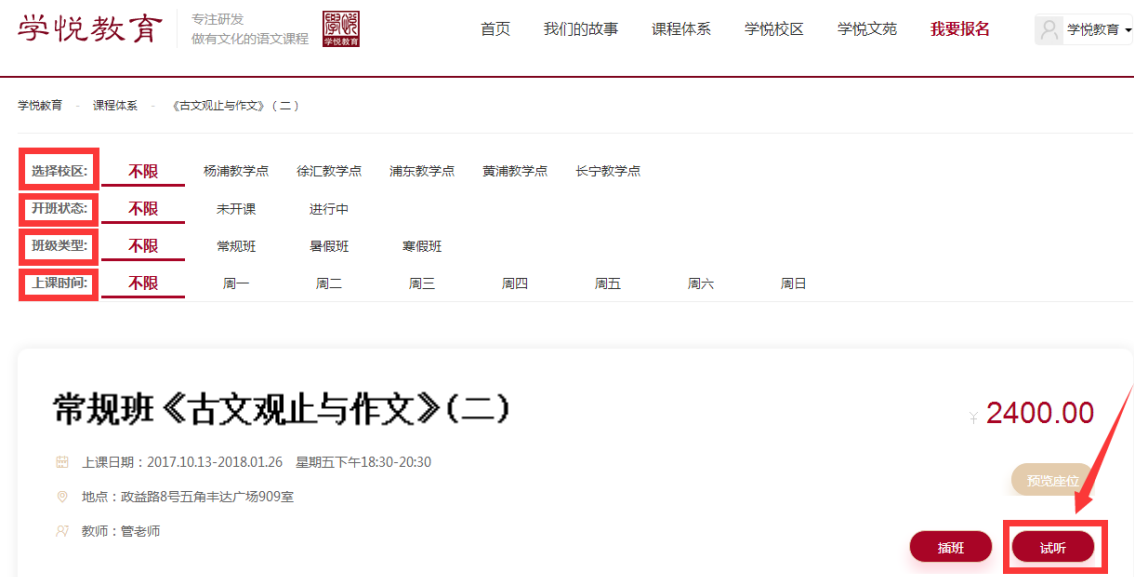 学悦教育
专注研发
做有文化的语文课程
學悦
学悦教育
首页 我们的故事 课程体系 学悦校区 学悦文苑 我要报名 学悦教育
学悦教育 - 课程体系 - 《古文观止与作文》(二)
选择校区: 不限 杨浦教学点 徐汇教学点 浦东教学点 黄浦教学点 长宁教学点
开班状态: 不限 未开课 进行中
班级类型: 不限 常规班 暑假班 寒假班
上课时间: 不限 周一 周二 周三 周四 周五 周六 周日
常规班《古文观止与作文》(二)
¥ 2400.00
上课日期:2017.10.13-2018.01.26 星期五下午18:30-20:30
预览座位
地点:政益路8号五角丰达广场909室
教师:管老师
插班 试听